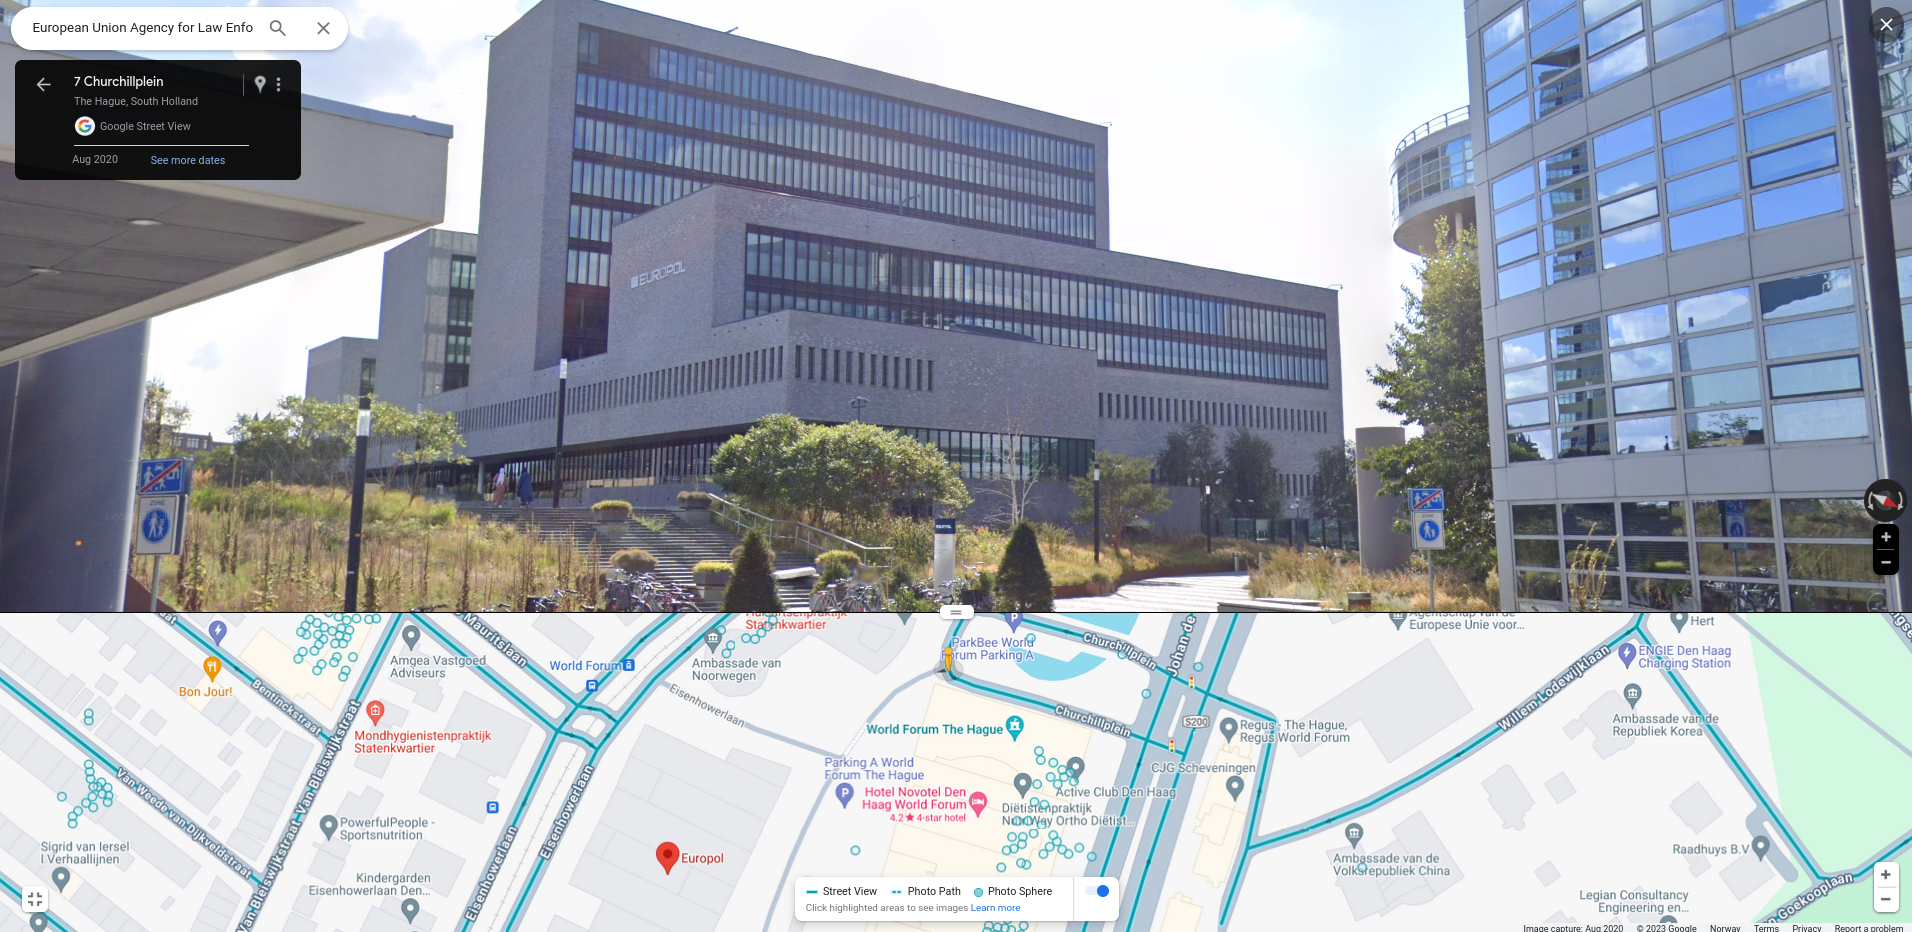 European Union Agency for Law Enfo
7 Churchillplein
The Hague, South Holland
Google Street View
Aug 2020
See more dates
EUROPOL
ZONE
World Forum
Bon Jour!
Bentinckstraat
Mauritslaan
Amgea Vastgoed
Adviseurs
Statenkwartier
Ambassade van
Noorwegen
Eisenhowerlaan
ParkBee World
Forum Parking A
Churchillplein
Johan de
Europese Unie voor...
Hert
ENGIE Den Haag
Charging Station
Willem Lodewijklaan
Ambassade van de
Republiek Korea
Mondhygienistenpraktijk
Statenkwartier
Van Bleiswijkstraat
Van Bleiswijkstraat
Van Weede van Dijkveldstraat
World Forum The Hague
Churchillplein
S200
Regus - The Hague,
Regus World Forum
Parking A World
Forum The Hague
Hotel Novotel Den
Haag World Forum
4.2★ 4-star hotel
CJG Scheveningen
Active Club Den Haag
Diëtistenpraktijk
PowerfulPeople -
Sportsnutrition
Eisenhowerlaan
Eisenhowerlaan
Sigrid van Iersel
| Verhaallijnen
Europol
Kindergarden
Eisenhowerlaan Den...
Ambassade van de
Volksrepubliek China
Raadhuys B.V
Legian Consultancy
Engineering en...
n Goekooplaan
Street View
Photo Path
Photo Sphere
Click highlighted areas to see images Learn more
Image capture: Aug 2020 © 2023 Google Norway Terms Privacy Report a problem